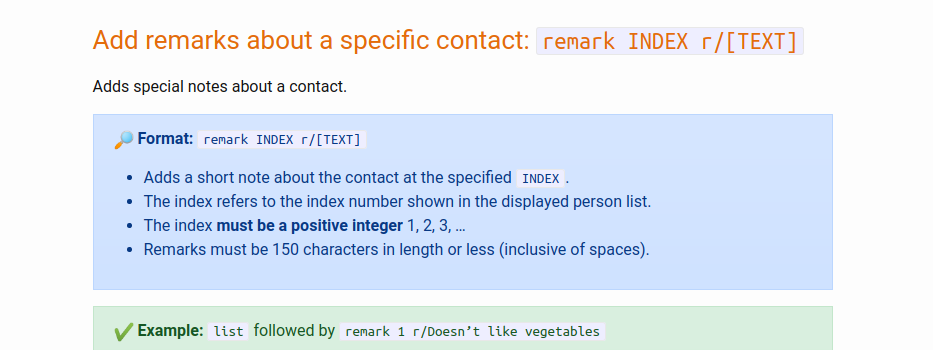 Add remarks about a specific contact: remark INDEX r/[TEXT]
Adds special notes about a contact.
Format: remark INDEX r/[TEXT]
Adds a short note about the contact at the specified INDEX.
The index refers to the index number shown in the displayed person list.
The index must be a positive integer 1, 2, 3, …
Remarks must be 150 characters in length or less (inclusive of spaces).
Example: list followed by remark 1 r/Doesn’t like vegetables